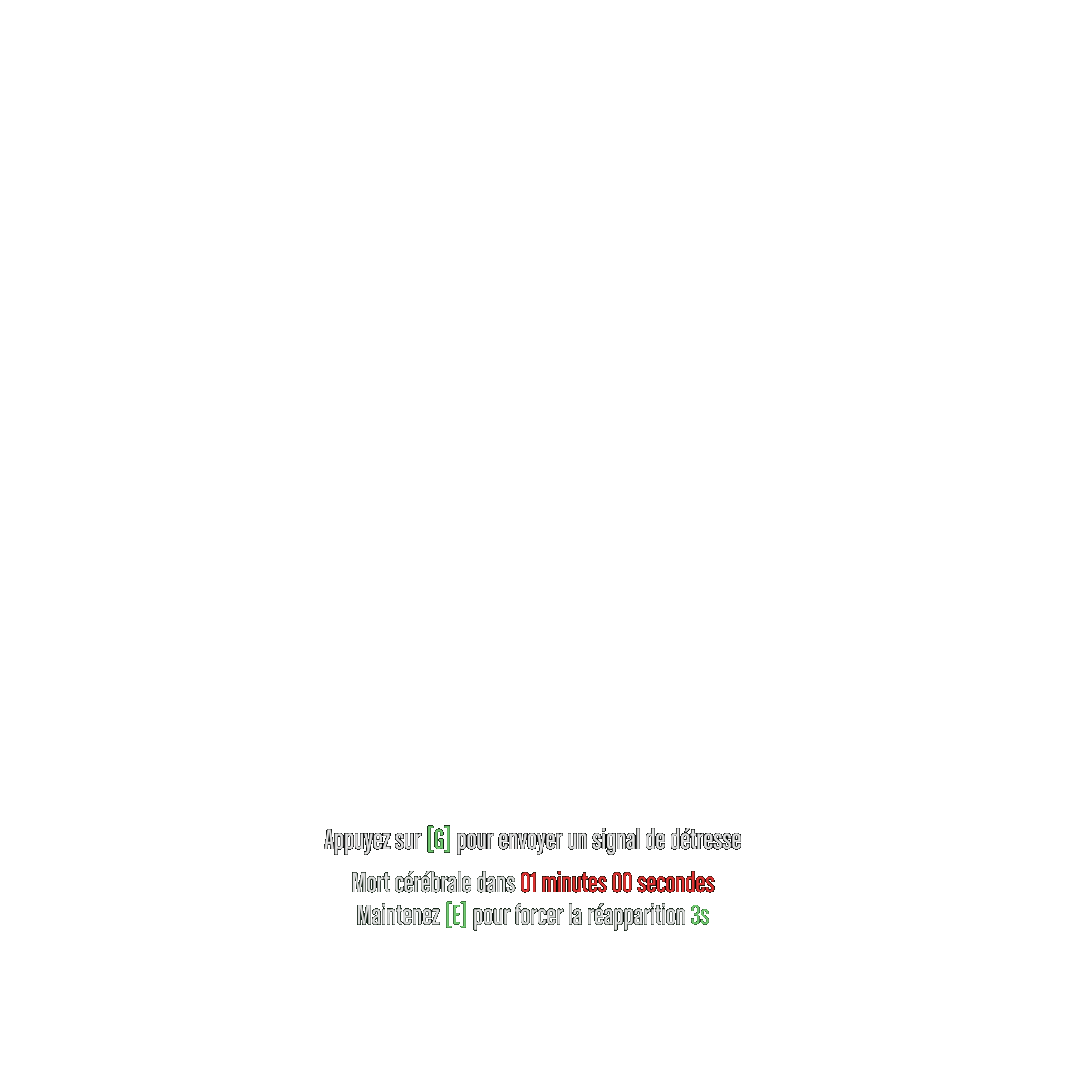 Appuyez sur [G] pour envoyer un signal de détresse
Mort cérébrale dans 01 minutes 00 secondes
Maintenez [E] pour forcer la réapparition 3s